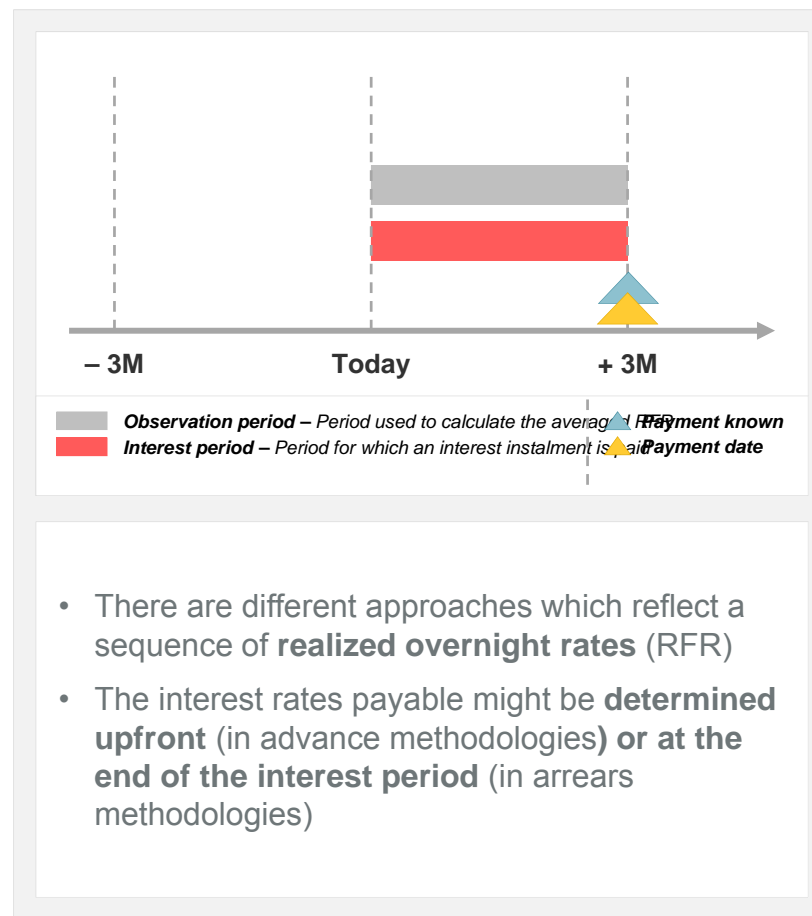 – 3M Today + 3M
Observation period – Period used to calculate the averaged RFR
Payment known
Interest period – Period for which an interest instalment is paid
Payment date
• There are different approaches which reflect a
sequence of realized overnight rates (RFR)
• The interest rates payable might be determined
upfront (in advance methodologies) or at the
end of the interest period (in arrears
methodologies)